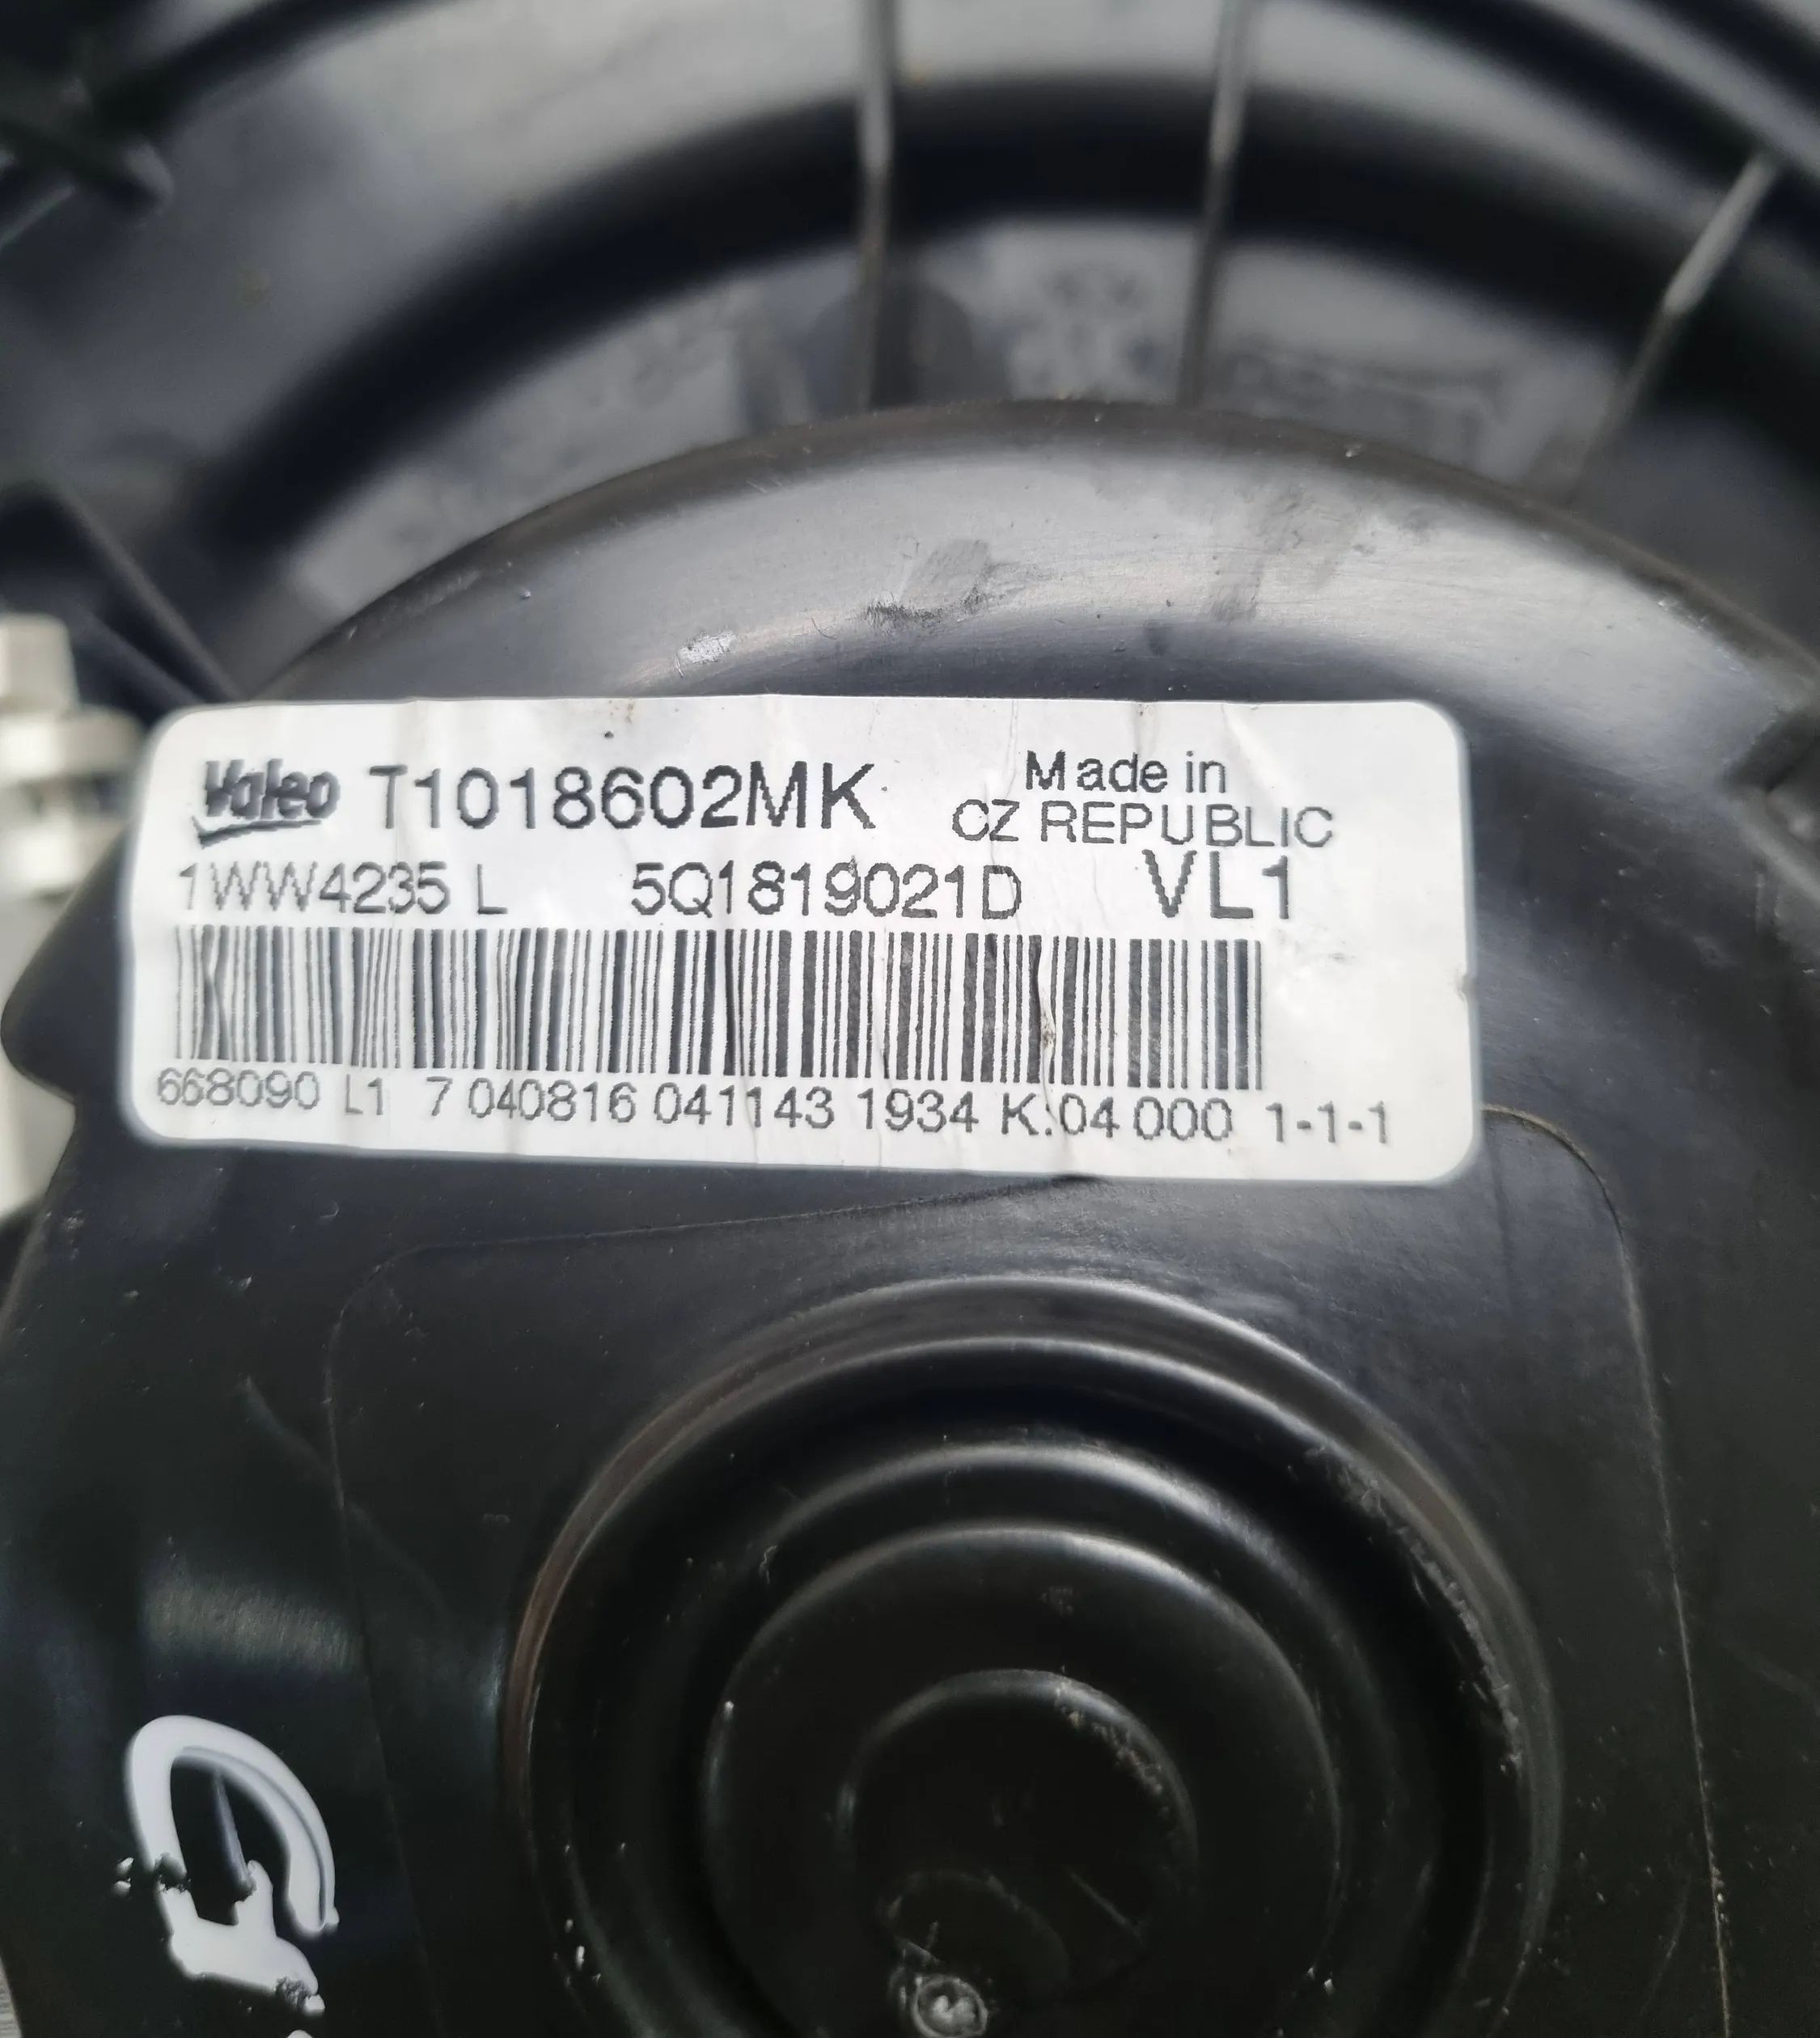 Valeo T1018602MK Made in
CZ REPUBLIC
1WW4235 L 5Q1819021D VL1
668090 L1 7 040816 041143 1934 K:04 000 1-1-1